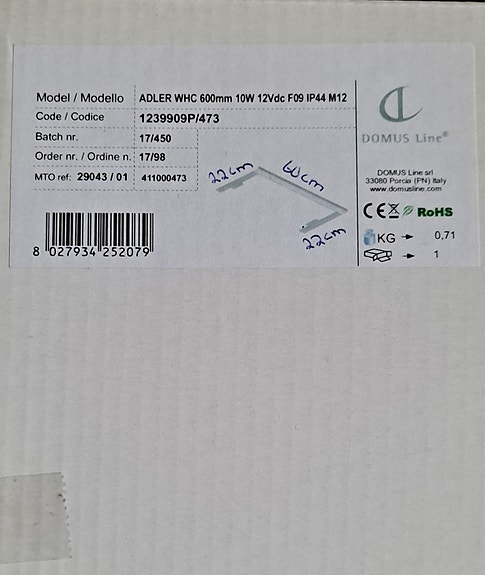 Model / Modello ADLER WHC 600mm 10W 12Vdc F09 IP44 M12
Code / Codice 1239909P/473
Batch nr. 17/450
Order nr. / Ordine n. 17/98
MTO ref: 29043 / 01 411000473
22cm 60cm
22cm
8 027934 252079
DOMUS Line®
DOMUS Line srl
33080 Porcia (PN) Italy
www.domusline.com
CE RoHS
KG → 0,71
→ 1